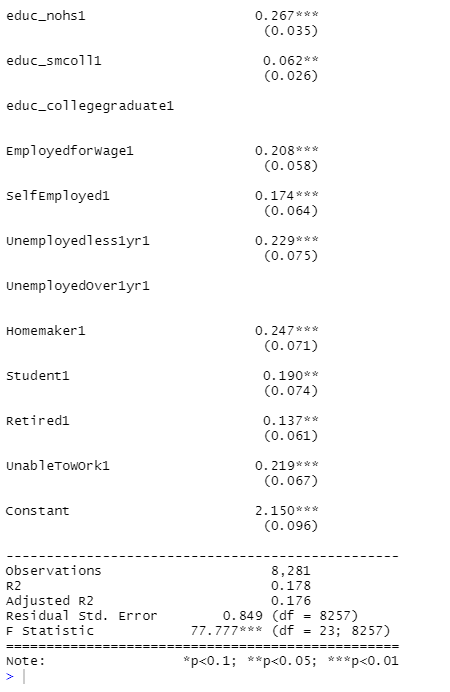 educ_nohs1 0.267***
(0.035)
educ_smcoll1 0.062**
(0.026)
educ_collegegraduate1
EmployedforWage1 0.208***
(0.058)
SelfEmployed1 0.174***
(0.064)
Unemployedless1yr1 0.229***
(0.075)
UnemployedOver1yr1
Homemaker1 0.247***
(0.071)
Student1 0.190**
(0.074)
Retired1 0.137**
(0.061)
UnableToWOrk1 0.219***
(0.067)
Constant 2.150***
(0.096)
-------------------------------------------------
Observations 8,281
R2 0.178
Adjusted R2 0.176
Residual Std. Error 0.849 (df = 8257)
F Statistic 77.777*** (df = 23; 8257)
=================================================
Note: *p<0.1; **p<0.05; ***p<0.01
>